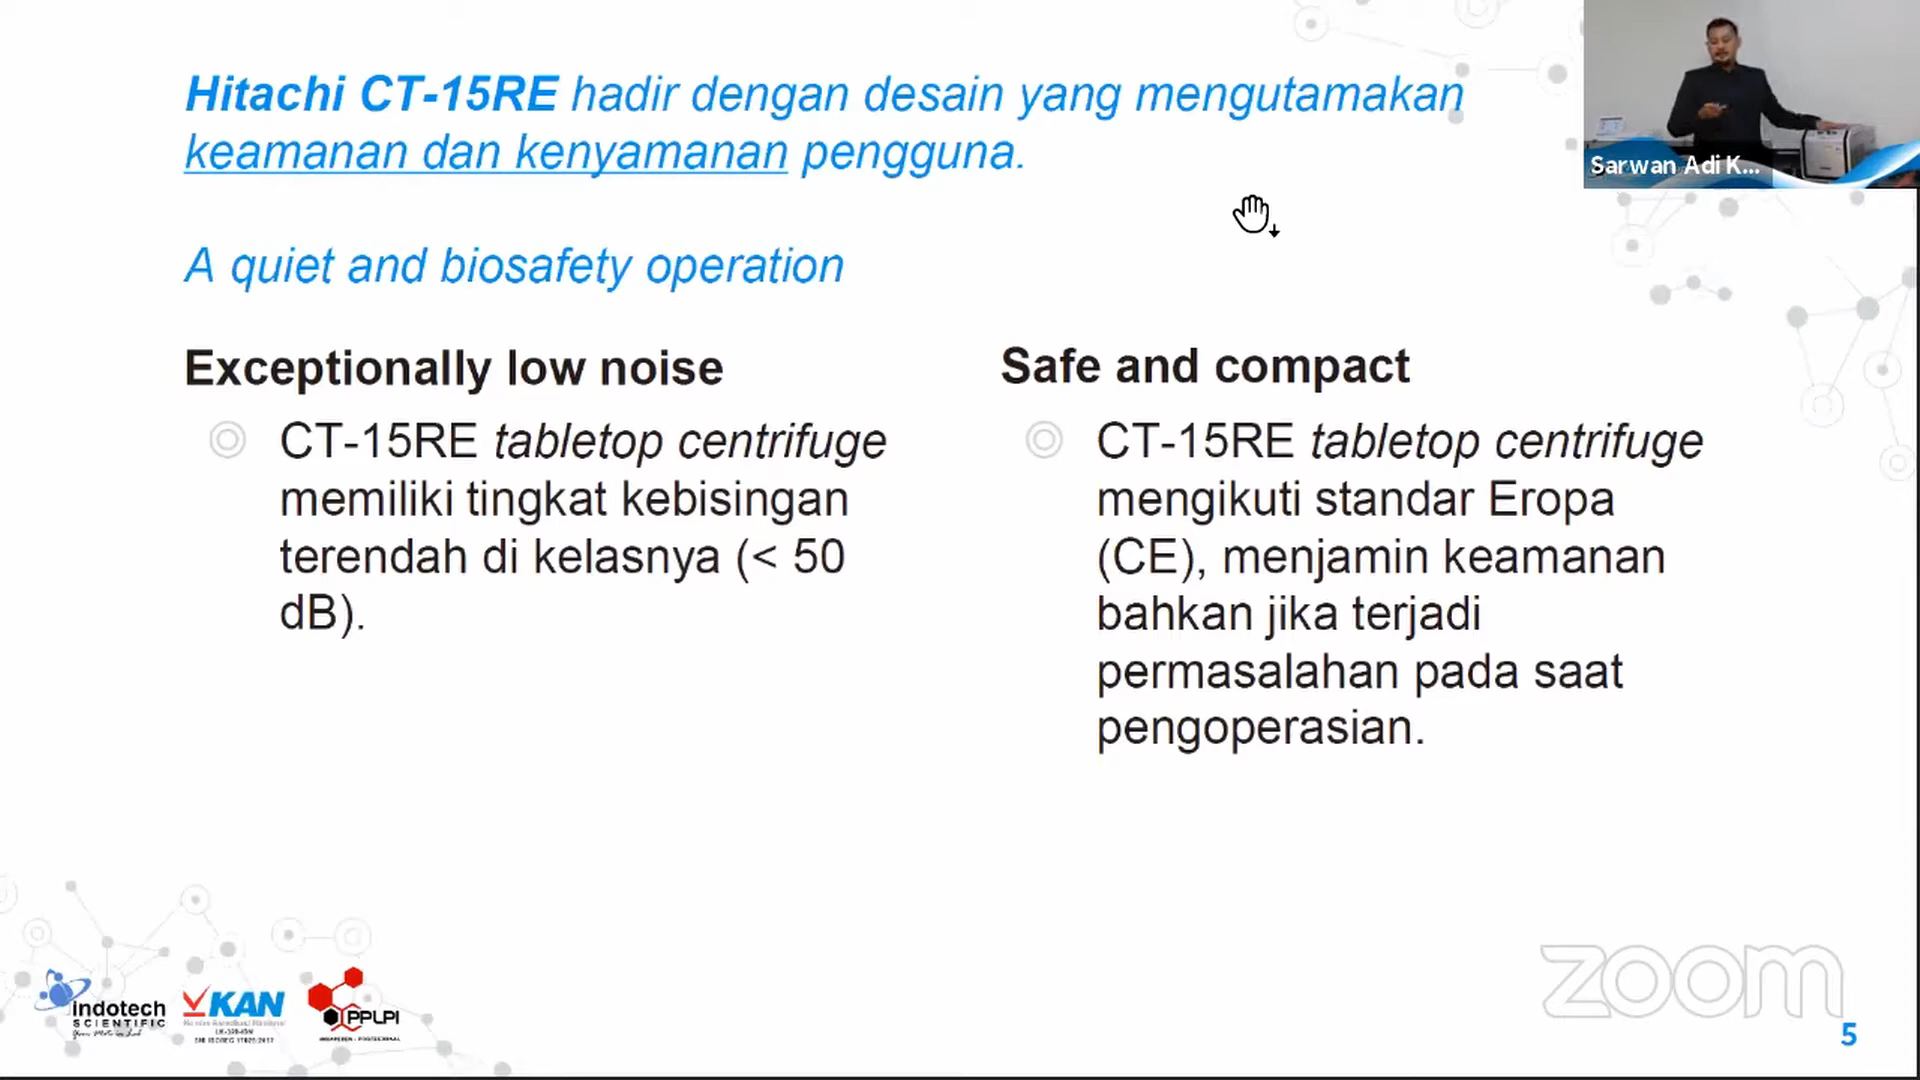 Hitachi CT-15RE hadir dengan desain yang mengutamakan
keamanan dan kenyamanan pengguna.
Sarwan Adi K...
A quiet and biosafety operation
Exceptionally low noise
CT-15RE tabletop centrifuge
memiliki tingkat kebisingan
terendah di kelasnya (< 50
dB).
Safe and compact
CT-15RE tabletop centrifuge
mengikuti standar Eropa
(CE), menjamin keamanan
bahkan jika terjadi
permasalahan pada saat
pengoperasian.
indotech
SCIENTIFIC
KAN
PPLPI
zoom
5